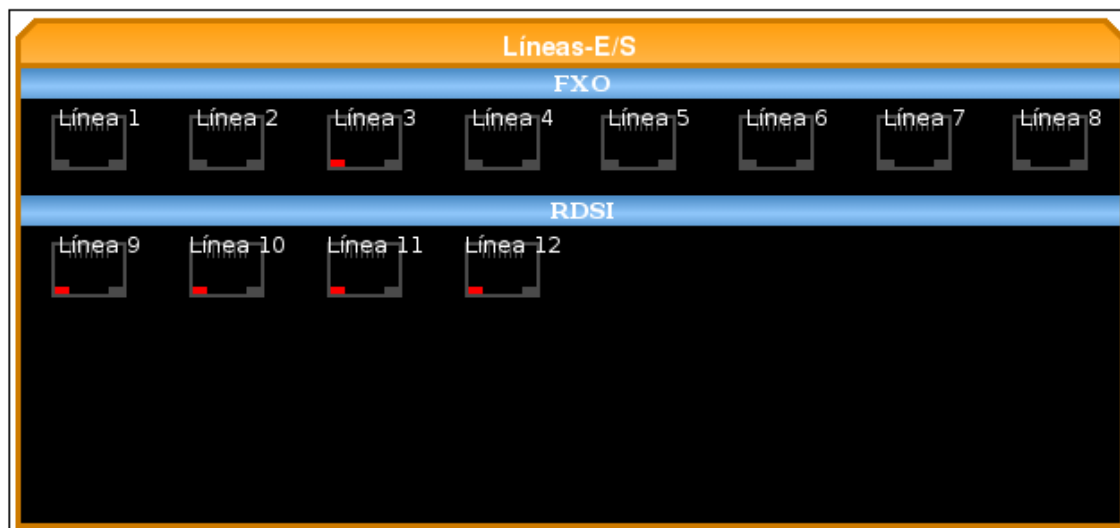 Líneas-E/S
FXO
Línea 1 Línea 2 Línea 3 Línea 4 Línea 5 Línea 6 Línea 7 Línea 8
RDSI
Línea 9 Línea 10 Línea 11 Línea 12